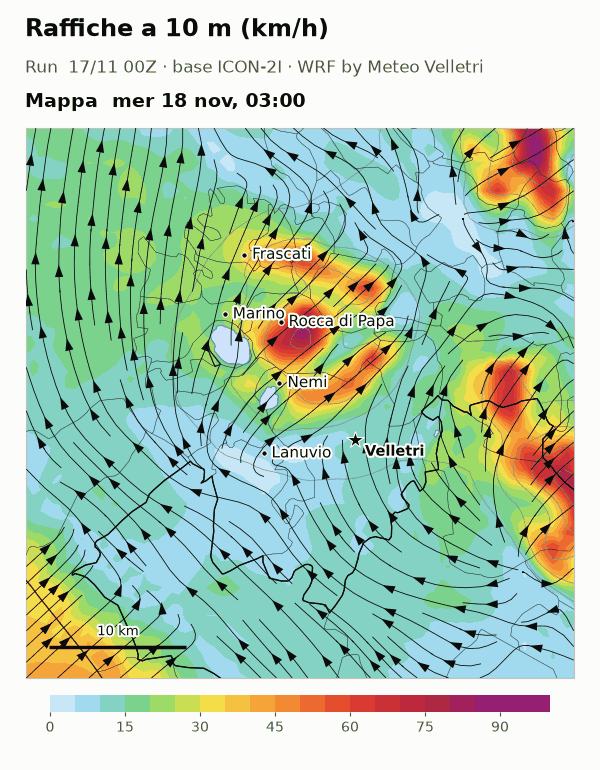 Raffiche a 10 m (km/h)
Run  17/11 00Z · base ICON-2I · WRF by Meteo Velletri
Mappa  mer 18 nov, 03:00
Frascati
Marino
Rocca di Papa
Nemi
Velletri
Lanuvio
10 km
0 15 30 45 60 75 90